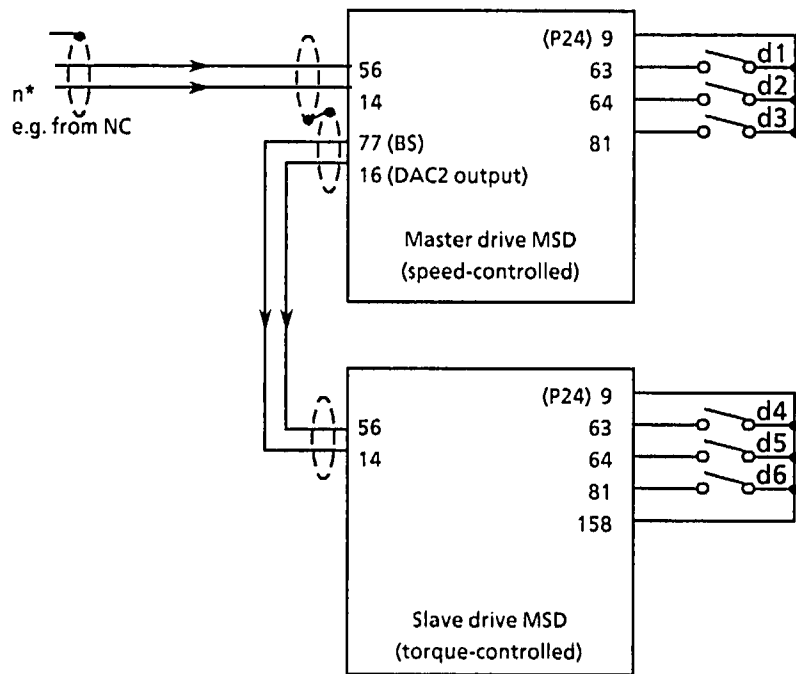 (P24) 9
56
63
d1
14
64
d2
81
d3
n*
e.g. from NC
77 (BS)
16 (DAC2 output)
Master drive MSD
(speed-controlled)
(P24) 9
56
63
d4
14
64
d5
81
d6
158
Slave drive MSD
(torque-controlled)